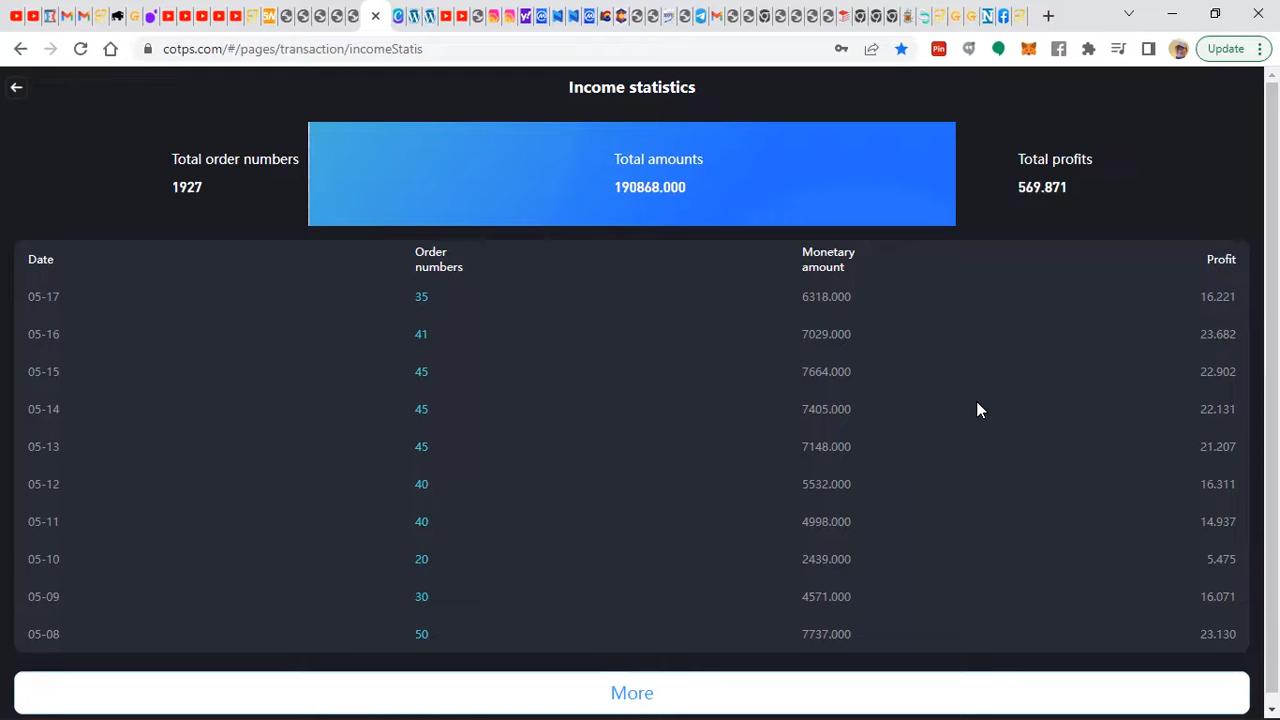 cotps.com/#/pages/transaction/incomeStatis
Update
Income statistics
Total order numbers
1927
Total amounts
190868.000
Total profits
569.871
Date Order numbers Monetary amount Profit
05-17 35 6318.000 16.221
05-16 41 7029.000 23.682
05-15 45 7664.000 22.902
05-14 45 7405.000 22.131
05-13 45 7148.000 21.207
05-12 40 5532.000 16.311
05-11 40 4998.000 14.937
05-10 20 2439.000 5.475
05-09 30 4571.000 16.071
05-08 50 7737.000 23.130
More